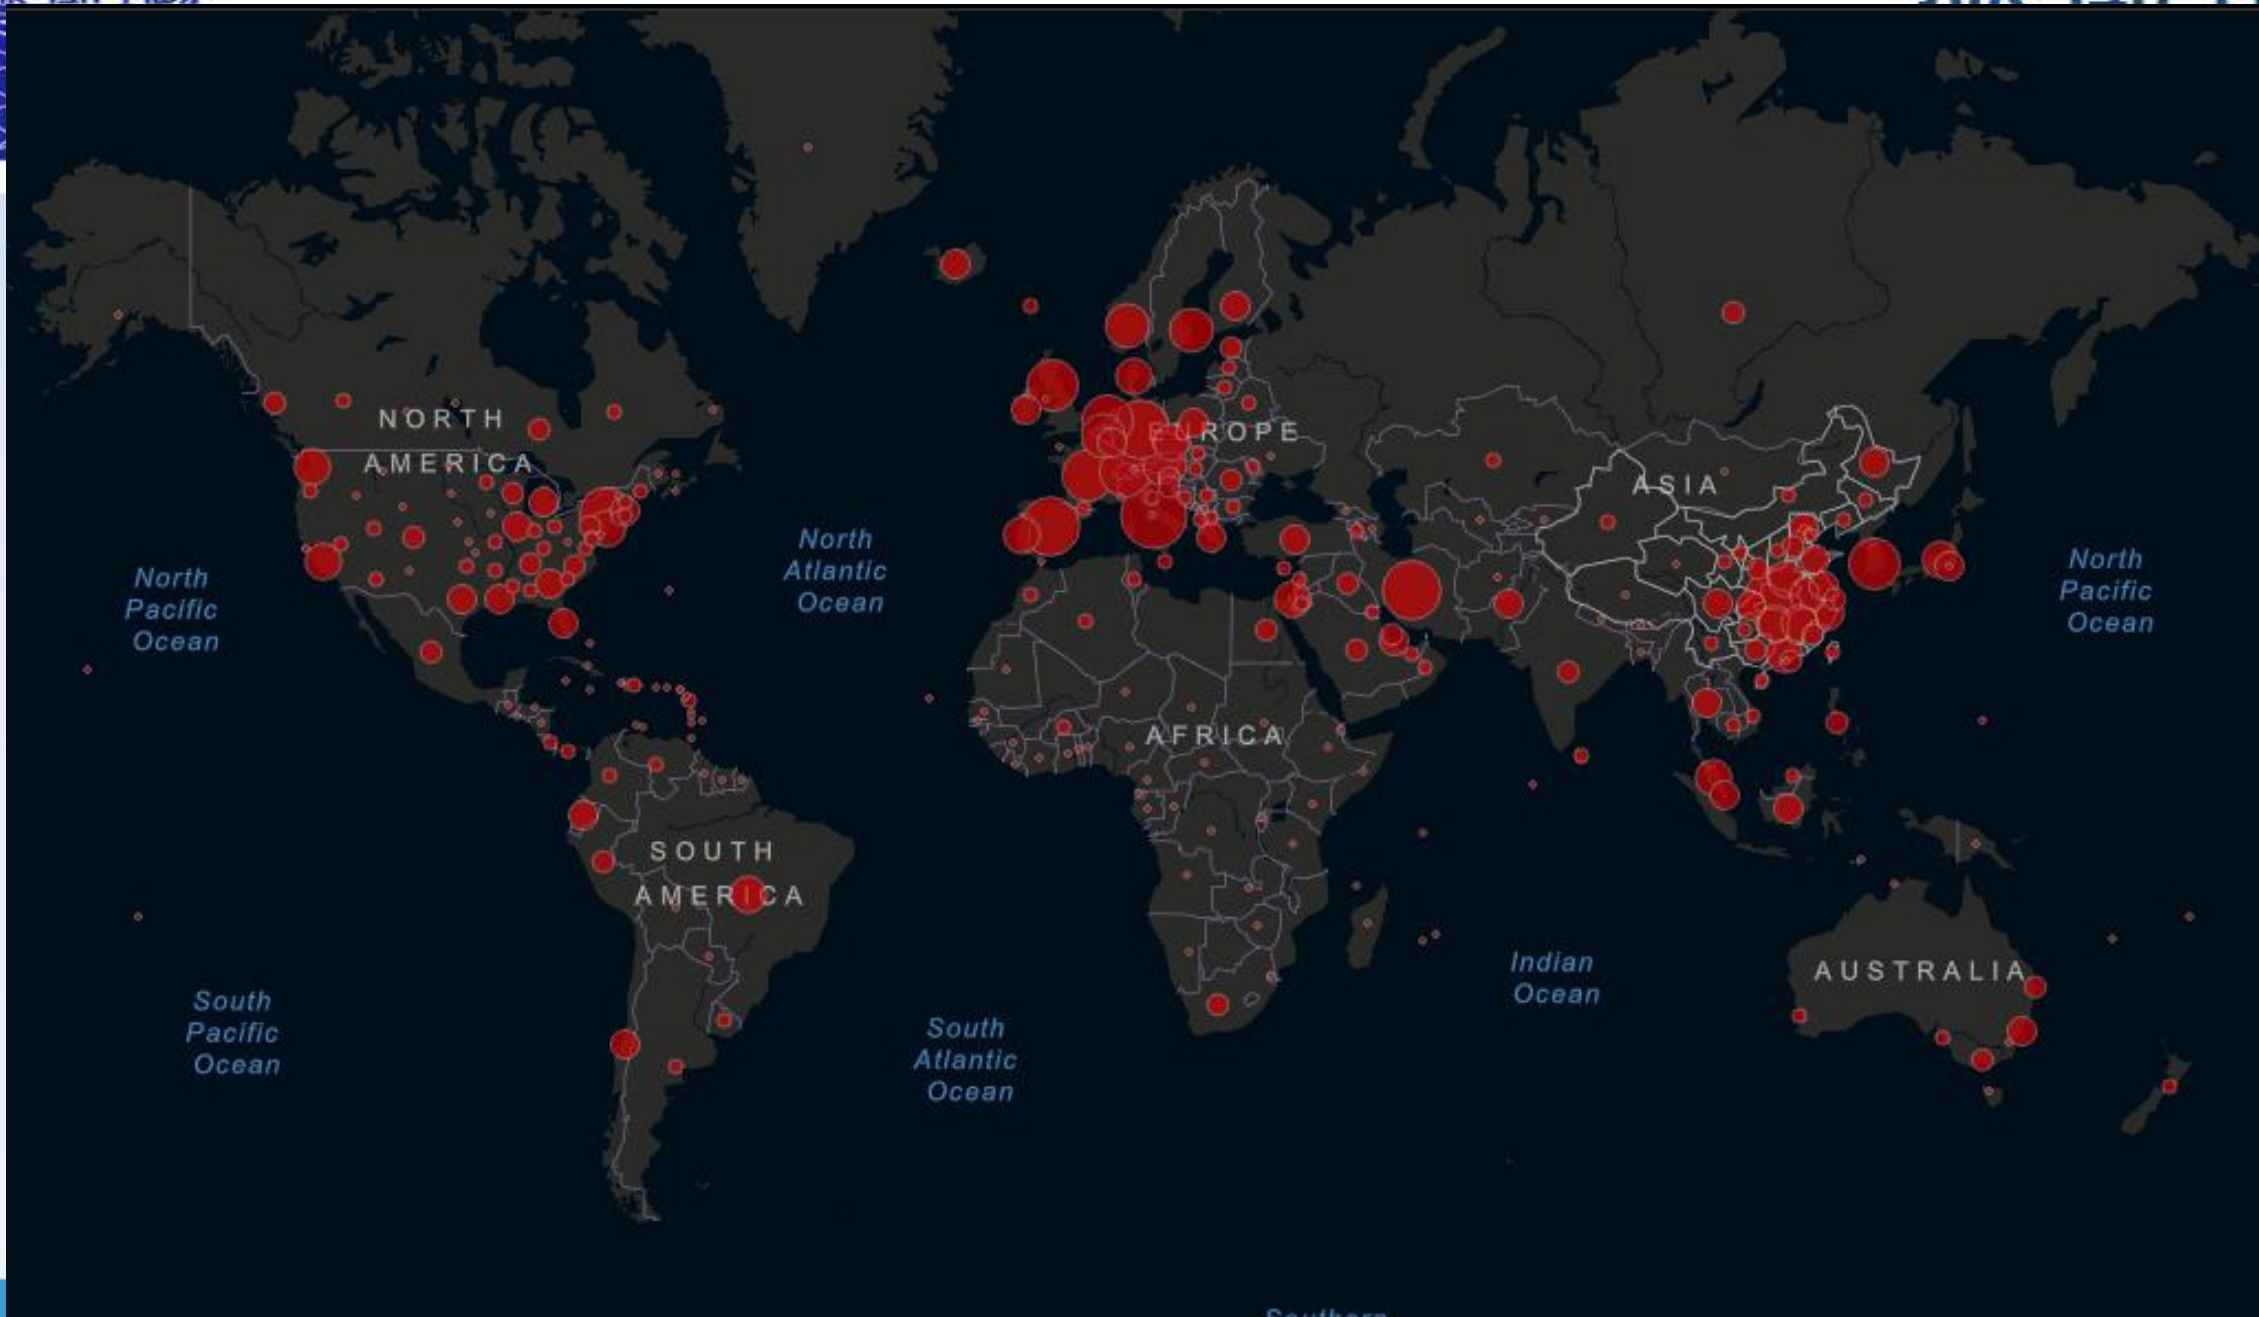 NORTH
AMERICA
EUROPE
ASIA
North
Atlantic
Ocean
North
Pacific
Ocean
North
Pacific
Ocean
AFRICA
SOUTH
AMERICA
Indian
Ocean
AUSTRALIA
South
Pacific
Ocean
South
Atlantic
Ocean
Southern